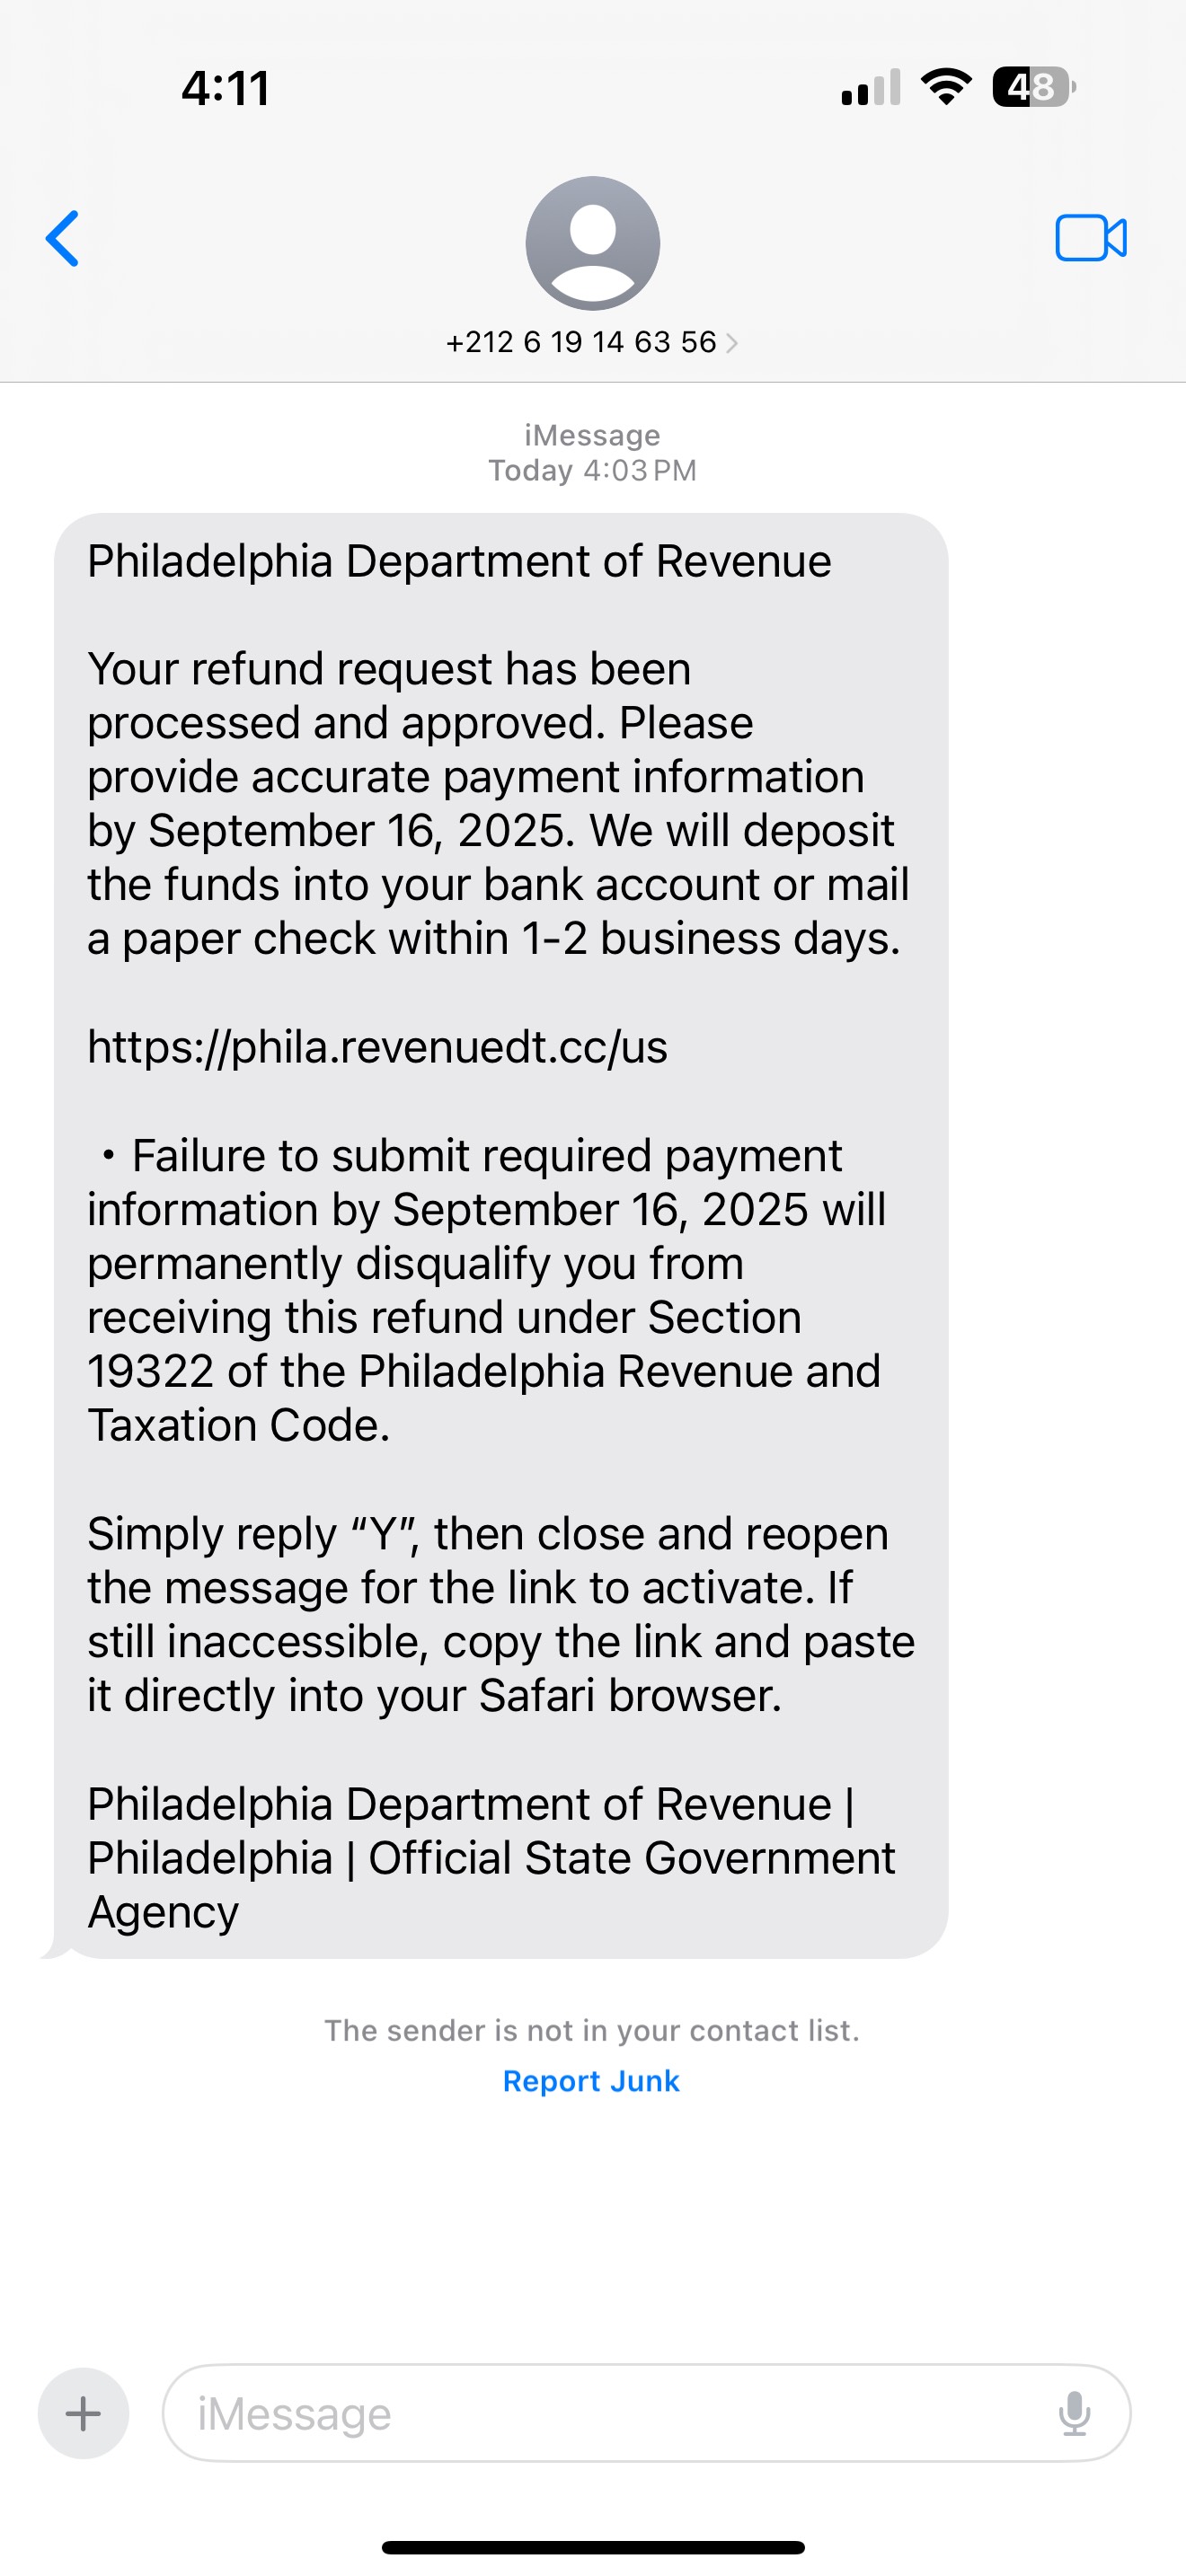 4:11
48
+212 6 19 14 63 56
iMessage
Today 4:03 PM
Philadelphia Department of Revenue
Your refund request has been
processed and approved. Please
provide accurate payment information
by September 16, 2025. We will deposit
the funds into your bank account or mail
a paper check within 1-2 business days.
https://phila.revenuedt.cc/us
• Failure to submit required payment
information by September 16, 2025 will
permanently disqualify you from
receiving this refund under Section
19322 of the Philadelphia Revenue and
Taxation Code.
Simply reply “Y”, then close and reopen
the message for the link to activate. If
still inaccessible, copy the link and paste
it directly into your Safari browser.
Philadelphia Department of Revenue |
Philadelphia | Official State Government
Agency
The sender is not in your contact list.
Report Junk
iMessage